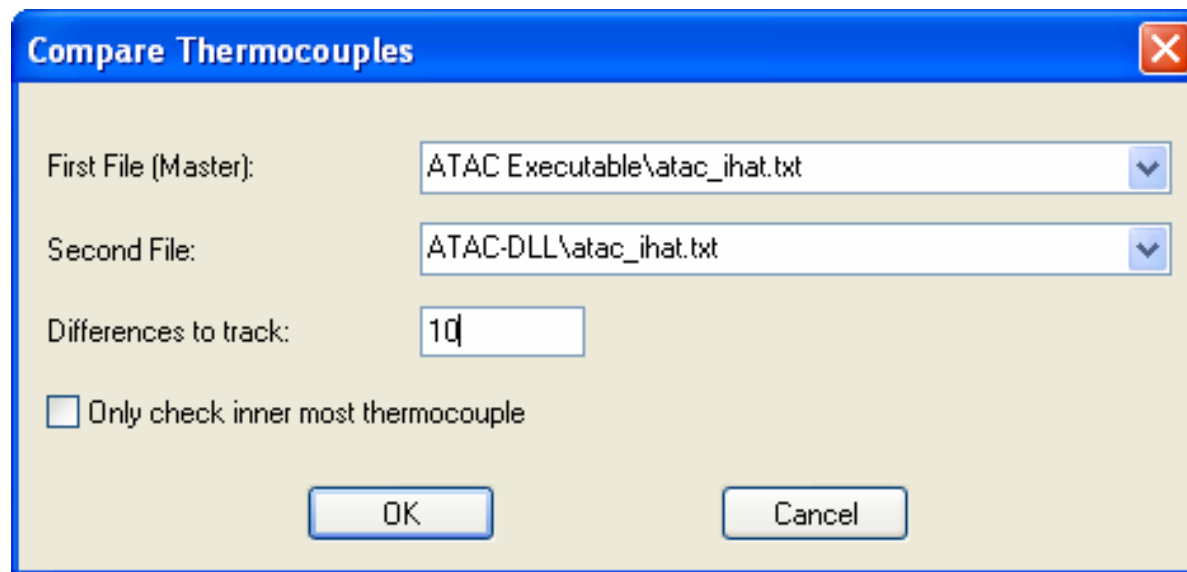 Compare Thermocouples
First File (Master): ATAC Executable\atac_ihat.txt
Second File: ATAC-DLL\atac_ihat.txt
Differences to track: 10
Only check inner most thermocouple
OK Cancel